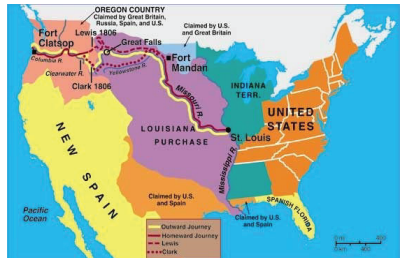 OREGON COUNTRY
Claimed by Great Britain,
Russia, Spain, and U.S.
Fort
Clatsop
Lewis 1806
Great Falls
Claimed by U.S.
and Great Britain
Fort
Mandan
Columbia R.
Clearwater R.
Yellowstone R.
Clark 1806
Missouri R.
INDIANA
TERR.
UNITED
STATES
St. Louis
LOUISIANA
PURCHASE
Mississippi R.
NEW SPAIN
Claimed by U.S.
and Spain
SPANISH FLORIDA
Pacific
Ocean
Claimed by U.S.
and Spain
Outward Journey
Homeward Journey
Lewis
Clark